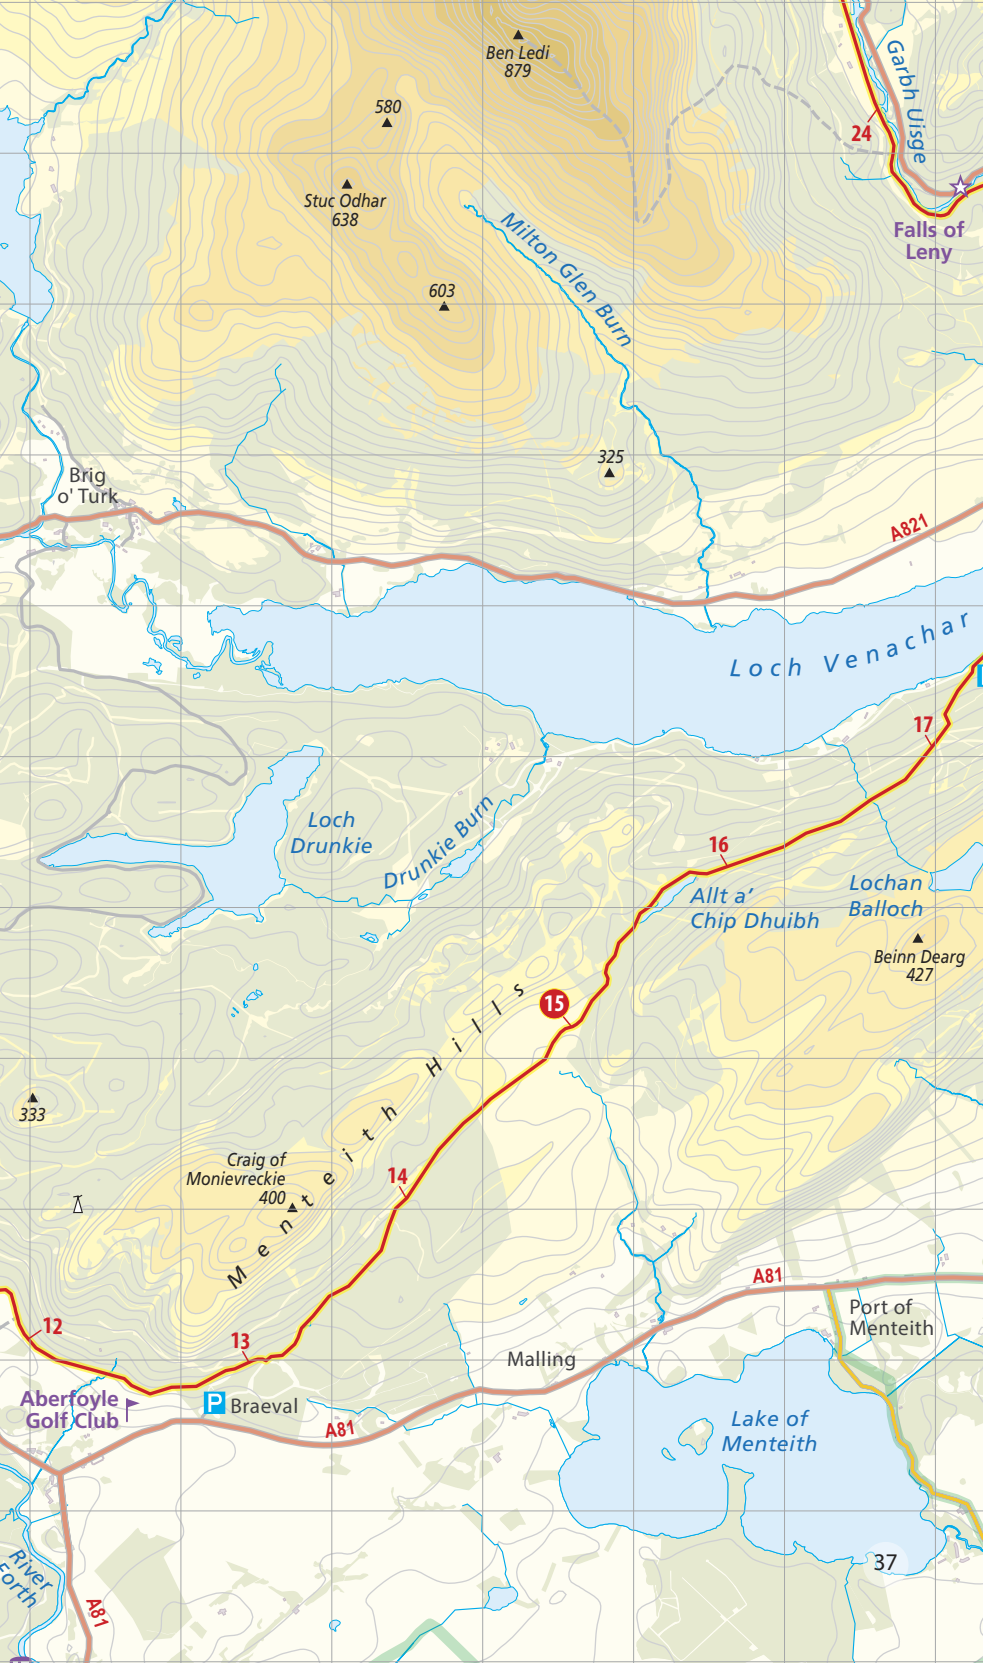 Ben Ledi
879
Garbh Uisge
580
24
Stuc Odhar
638
Milton Glen Burn
Falls of
Leny
603
325
Brig
o' Turk
A821
Loch Venachar
17
Loch
Drunkie
Drunkie Burn
16
Allt a’
Chip Dhuibh
Lochan
Balloch
Beinn Dearg
427
15
Menteith Hills
333
Craig of
Monievreckie
400
14
A81
Port of
Menteith
12
13
Malling
Aberfoyle
Golf Club
P
Braeval
A81
Lake of
Menteith
River
Forth
37
A81